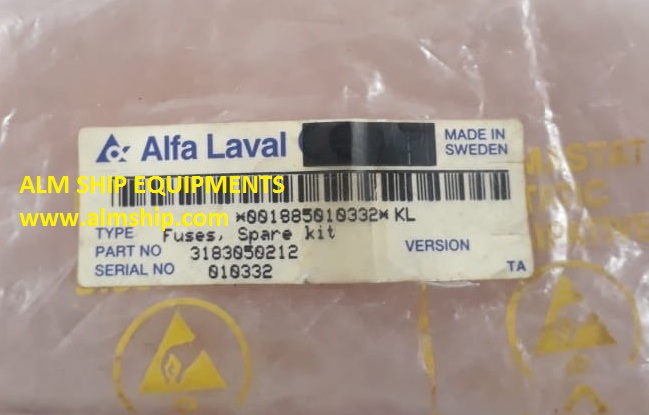 Alfa Laval
MADE IN
SWEDEN
ALM SHIP EQUIPMENTS
www.almship.com
*001885010332* KL
TYPE Fuses, Spare kit
PART NO 3183050212 VERSION
SERIAL NO 010332 TA